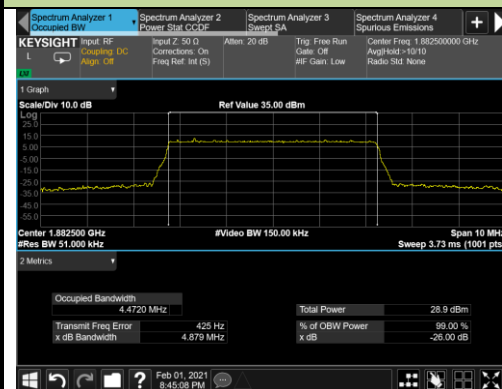 Spectrum Analyzer 1
Occupied BW
Spectrum Analyzer 2
Power Stat CCDF
Spectrum Analyzer 3
Swept SA
Spectrum Analyzer 4
Spurious Emissions
KEYSIGHT
L
Input: RF
Coupling: DC
Align: Off
Input Z: 50 Ω
Corrections: On
Freq Ref: Int (S)
Atten: 20 dB
Trig: Free Run
Gate: Off
#IF Gain: Low
Center Freq: 1.882500000 GHz
Avg|Hold:>10/10
Radio Std: None
1 Graph
Scale/Div 10.0 dB
Ref Value 35.00 dBm
Log
25.0
15.0
5.00
-5.00
-15.0
-25.0
-35.0
-45.0
-55.0
Center 1.882500 GHz
#Video BW 150.00 kHz
Span 10 MHz
#Res BW 51.000 kHz
Sweep 3.73 ms (1001 pts
2 Metrics
Occupied Bandwidth
4.4720 MHz
Total Power
28.9 dBm
Transmit Freq Error
425 Hz
% of OBW Power
99.00 %
x dB Bandwidth
4.879 MHz
x dB
-26.00 dB
?
Feb 01, 2021
8:45:08 PM